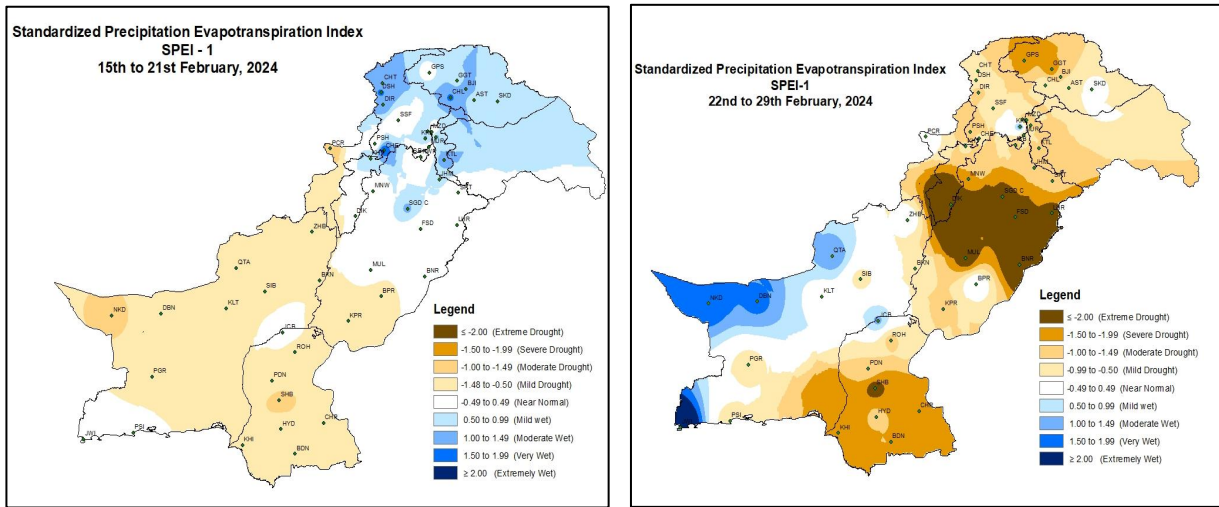 Standardized Precipitation Evapotranspiration Index
SPEI - 1
15th to 21st February, 2024
GPS
CHT
GGT
BJI
DSH
CHL
AST
SKD
DIR
SSF
MZD
PSH
PCR
CHE
KTL
JHM
MNW
SGD C
DIK
FSD
LHR
ZHB
QTA
MUL
BNR
BKN
SIB
BPR
NKD
DBN
KLT
KPR
JCB
ROH
PGR
PDN
SHB
HYD
CHR
JWI
PSI
KHI
BDN
Legend
≤ -2.00 (Extreme Drought)
-1.50 to -1.99 (Severe Drought)
-1.00 to -1.49 (Moderate Drought)
-1.48 to -0.50 (Mild Drought)
-0.49 to 0.49 (Near Normal)
0.50 to 0.99 (Mild wet)
1.00 to 1.49 (Moderate Wet)
1.50 to 1.99 (Very Wet)
≥ 2.00 (Extremely Wet)
Standardized Precipitation Evapotranspiration Index
SPEI-1
22nd to 29th February, 2024
GPS
CHT
GGT
BJI
DSH
CHL
AST
SKD
DIR
SSF
MZD
PSH
PCR
CHE
KTL
JHM
MNW
SKT
DIK
SGD C
FSD
LHR
ZHB
QTA
MUL
BNR
BKN
SIB
BPR
NKD
DBN
KLT
KPR
JCB
ROH
PGR
PDN
SHB
HYD
CHR
PSI
KHI
BDN
Legend
≤ -2.00 (Extreme Drought)
-1.50 to -1.99 (Severe Drought)
-1.00 to -1.49 (Moderate Drought)
-0.99 to -0.50 (Mild Drought)
-0.49 to 0.49 (Near Normal)
0.50 to 0.99 (Mild wet)
1.00 to 1.49 (Moderate Wet)
1.50 to 1.99 (Very Wet)
≥ 2.00 (Extremely Wet)